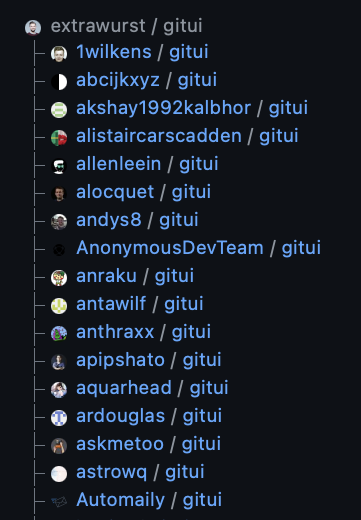 extrawurst / gitui
1wilkens / gitui
abcijkxyz / gitui
akshay1992kalbhor / gitui
alistaircarscadden / gitui
allenleein / gitui
alocquet / gitui
andys8 / gitui
AnonymousDevTeam / gitui
anraku / gitui
antawilf / gitui
anthraxx / gitui
apipshato / gitui
aquarhead / gitui
ardouglas / gitui
askmetoo / gitui
astrowq / gitui
Automaily / gitui